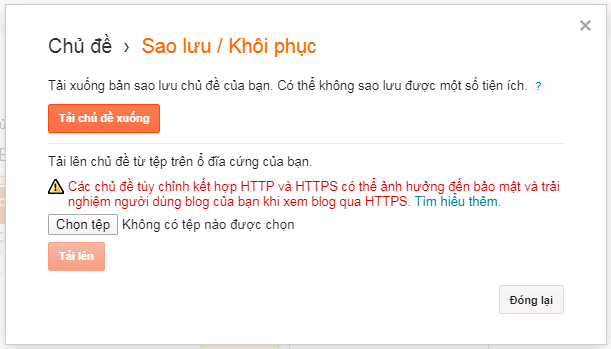 Chủ đề › Sao lưu / Khôi phục
Tải xuống bản sao lưu chủ đề của bạn. Có thể không sao lưu được một số tiện ích. ?
Tải chủ đề xuống
Tải lên chủ đề từ tệp trên ổ đĩa cứng của bạn.
Các chủ đề tùy chỉnh kết hợp HTTP và HTTPS có thể ảnh hưởng đến bảo mật và trải
nghiệm người dùng blog của bạn khi xem blog qua HTTPS. Tìm hiểu thêm.
Chọn tệp Không có tệp nào được chọn
Tải lên
Đóng lại